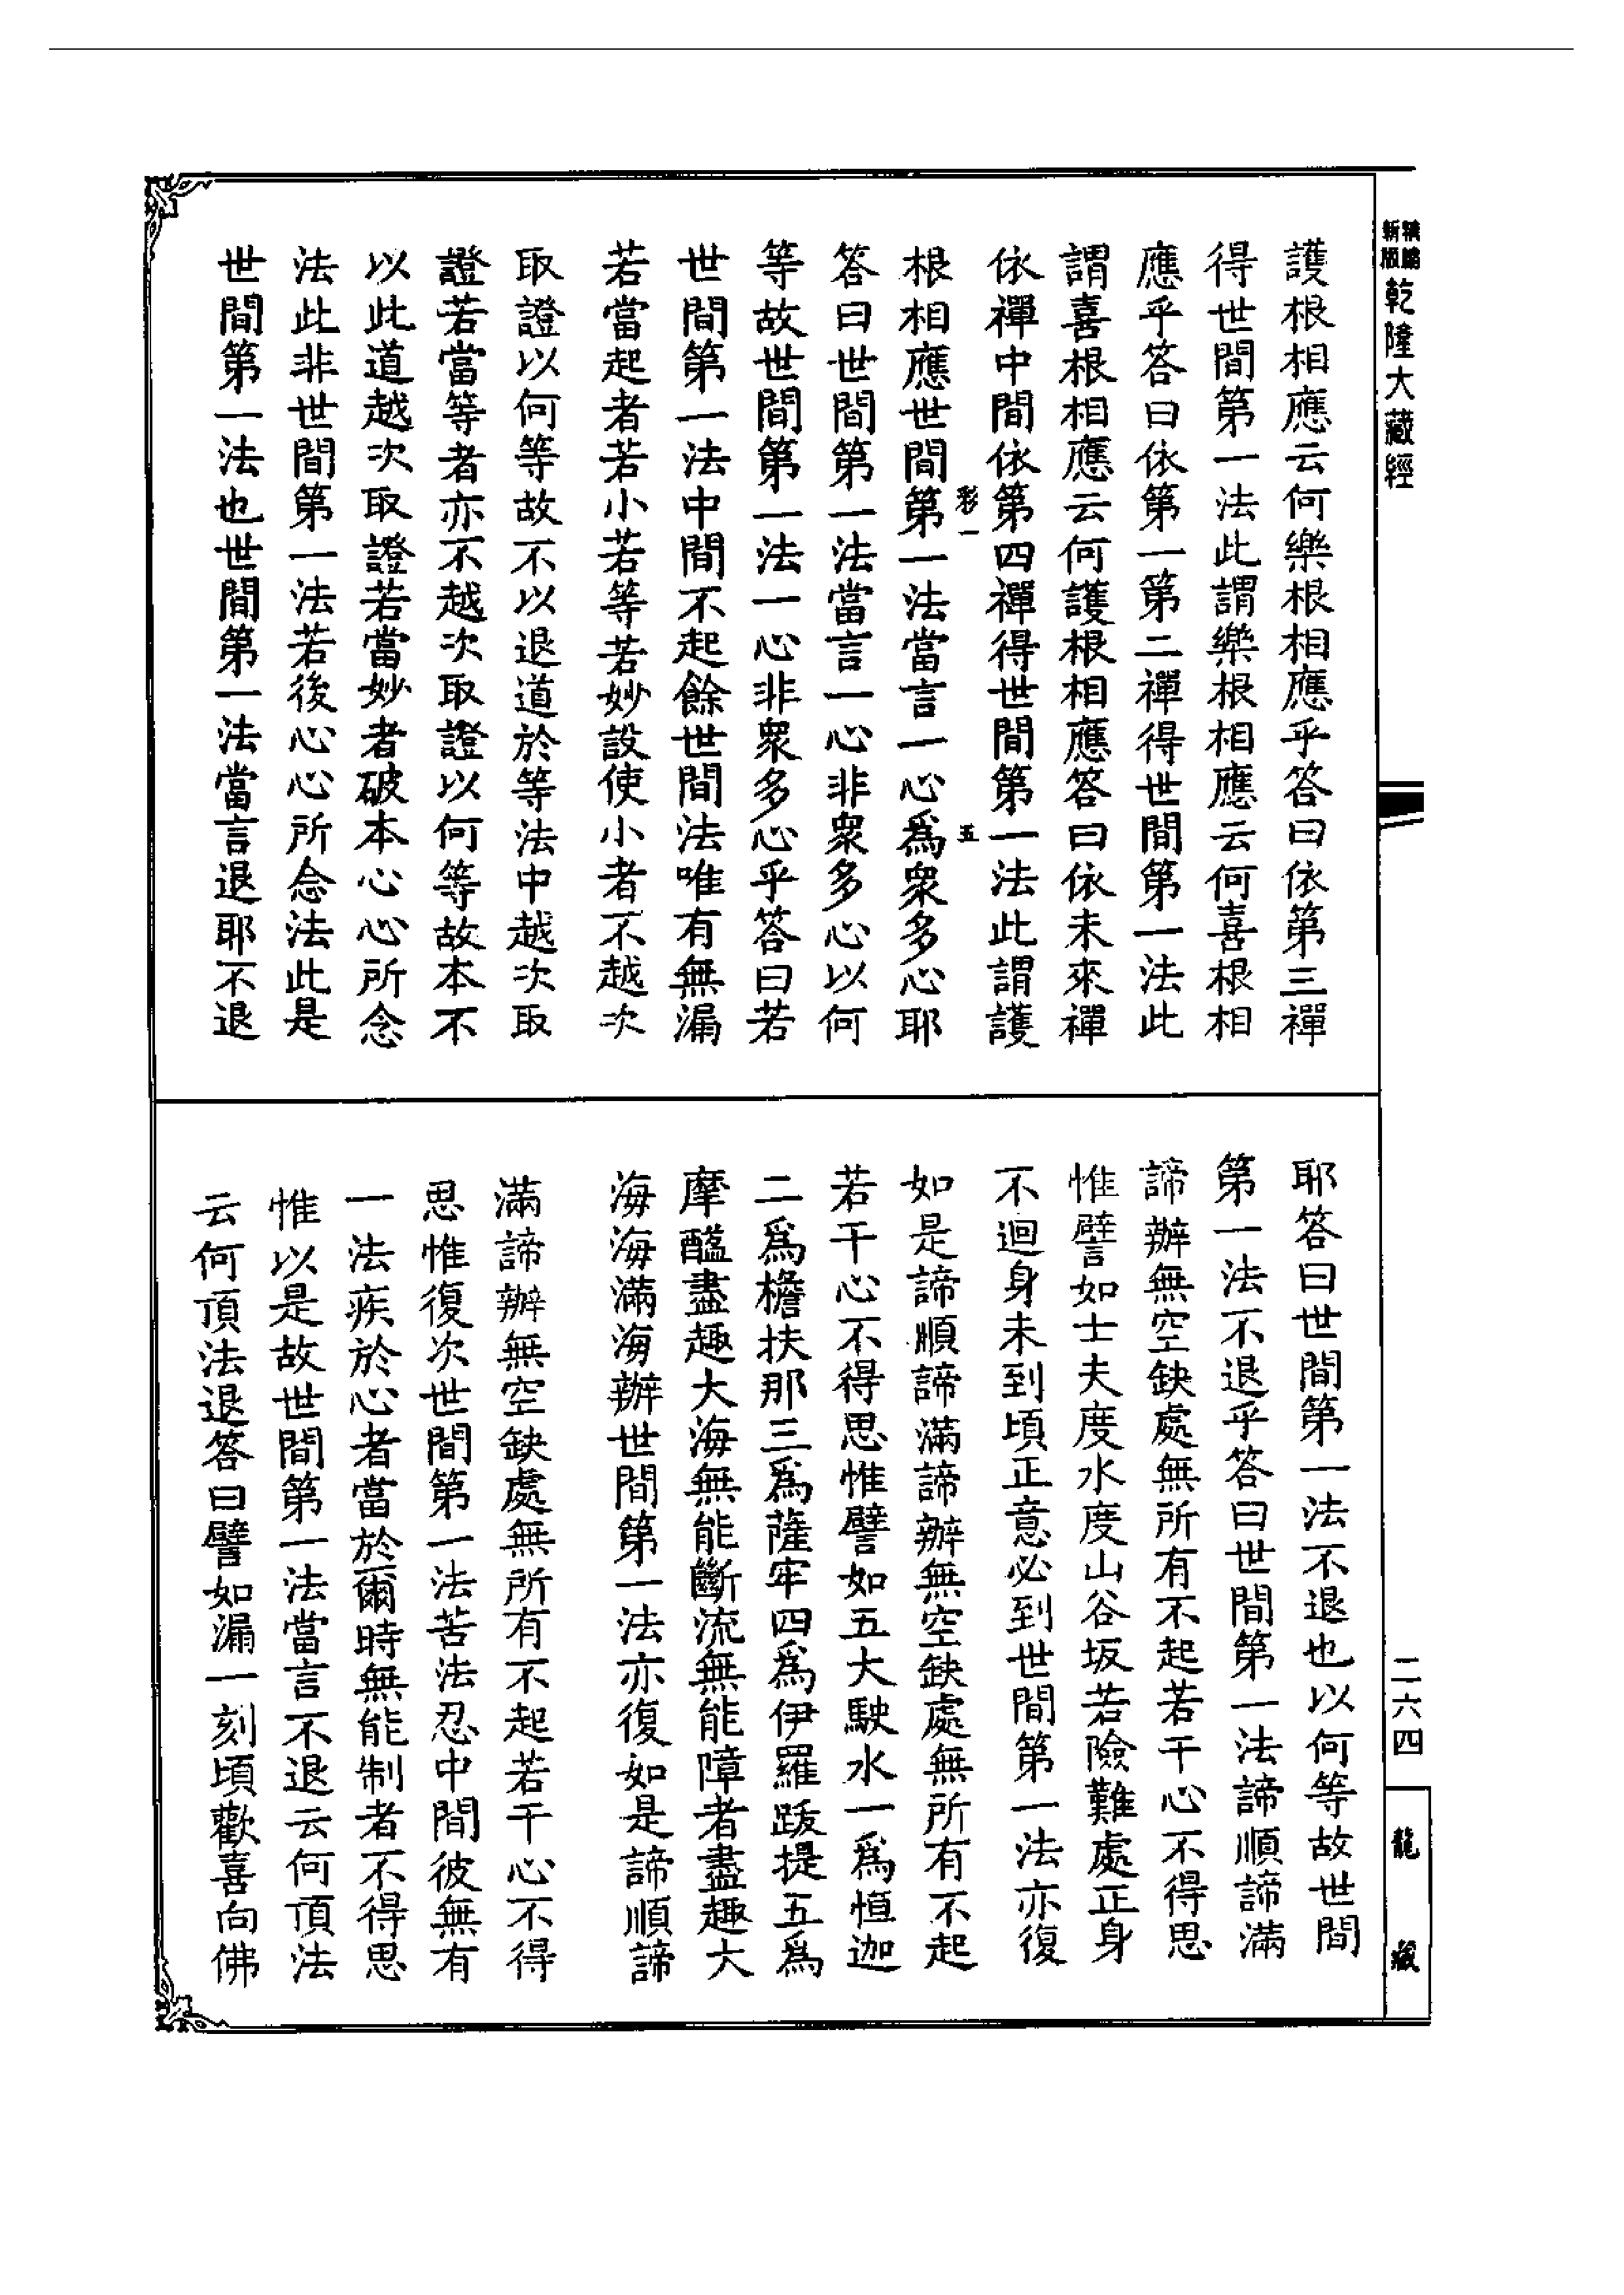 新版
乾隆大藏經
護根相應云何樂根相應乎答曰依第三禪
得世間第一法此謂樂根相應云何喜根相
應乎答曰依第一第二禪得世間第一法此
謂喜根相應云何護根相應答曰依未來禪
依禪中間依第四禪得世間第一法此謂護
彩一 五
根相應世間第一法當言一心為衆多心耶
答曰世間第一法當言一心非衆多心以何
等故世間第一法一心非衆多心乎答曰若
世間第一法中間不起餘世間法唯有無漏
若當起者若小若等若妙設使小者不越次
取證以何等故不以退道於等法中越次取
證若當等者亦不越次取證以何等故本不
以此道越次取證若當妙者破本心心所念
法此非世間第一法若後心心所念法此是
世間第一法也世間第一法當言退耶不退
耶答曰世間第一法不退也以何等故世間
第一法不退乎答曰世間第一法諦順諦滿
諦辦無空缺處無所有不起若干心不得思
惟譬如士夫度水度山谷坂若險難處正身
不迴身未到頃正意必到世間第一法亦復
如是諦順諦滿諦辦無空缺處無所有不起
若干心不得思惟譬如五大駛水一為恒迦
二為檐扶那三為薩牢四為伊羅跋提五為
摩醯盡趣大海無能斷流無能障者盡趣大
海海滿海辦世間第一法亦復如是諦順諦
滿諦辦無空缺處無所有不起若干心不得
思惟復次世間第一法苦法忍中間彼無有
一法疾於心者當於爾時無能制者不得思
惟以是故世間第一法當言不退云何頂法
云何頂法退答曰譬如漏一刻頃歡喜向佛
二六四
龍藏